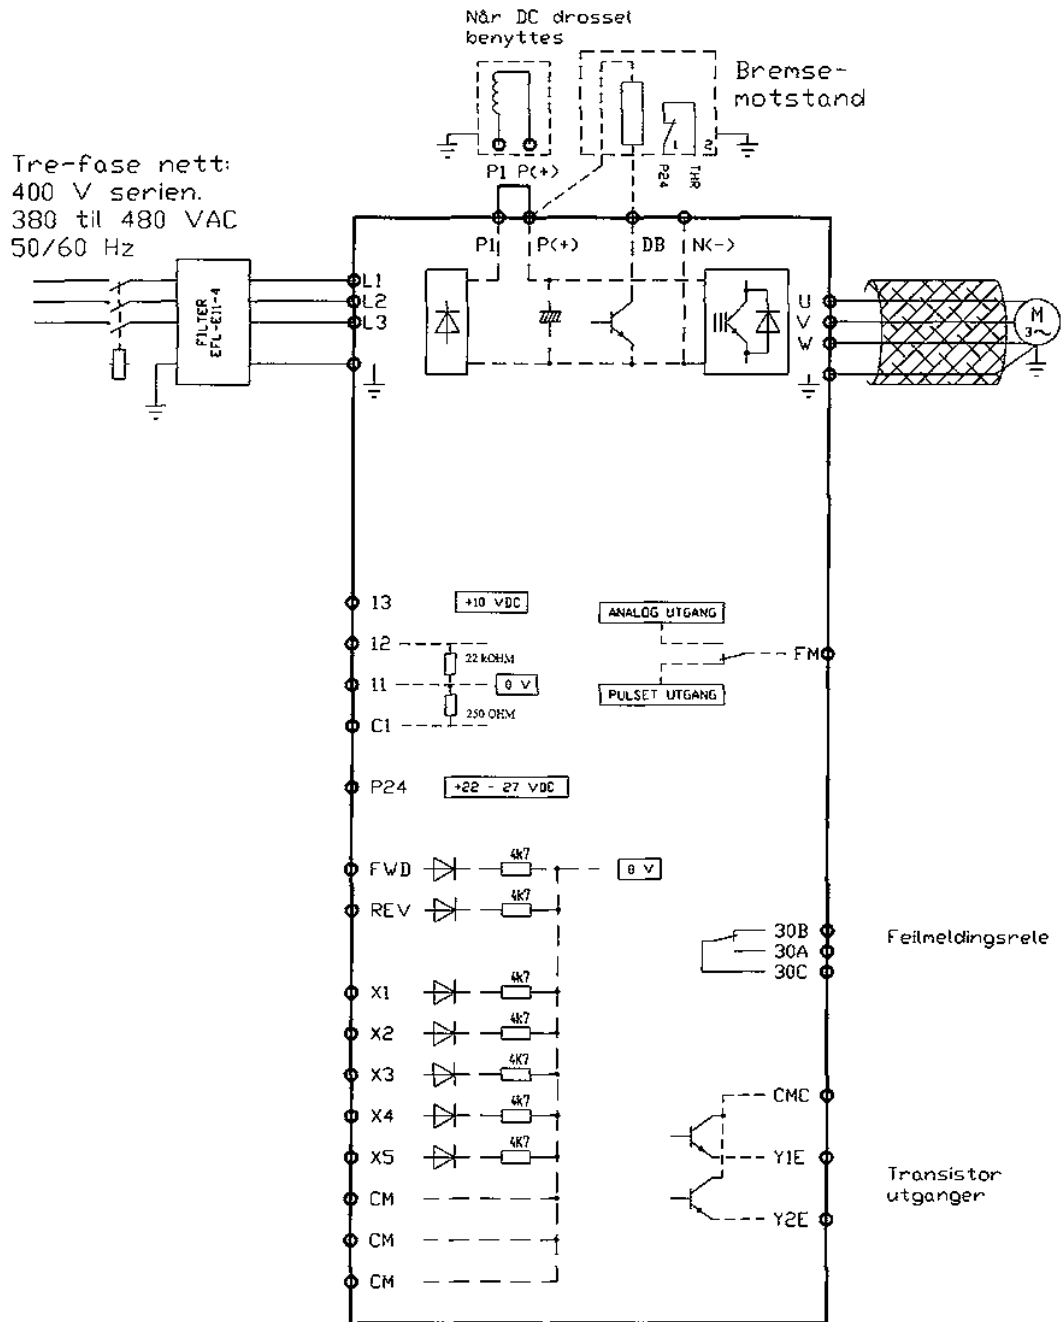 Når DC drossel
benyttes
Bremse-
motstand
1 2
P24 THR
P1 P(+)
Tre-fase nett:
400 V serien.
380 til 480 VAC
50/60 Hz
P1 P(+) DB N(-)
FILTER
EFL-E11-4
L1
L2
L3
U
V
W
M
3~
13 +10 VDC
12
22 kOHM
11 0 V
250 OHM
C1
ANALOG UTGANG
FM
PULSET UTGANG
P24 +22 - 27 VDC
FWD 4k7 0 V
REV 4k7
X1 4k7
X2 4k7
X3 4K7
X4 4K7
X5 4K7
CM
CM
CM
30B
30A
30C
Feilmeldingsrele
CMC
Y1E
Y2E
Transistor
utganger